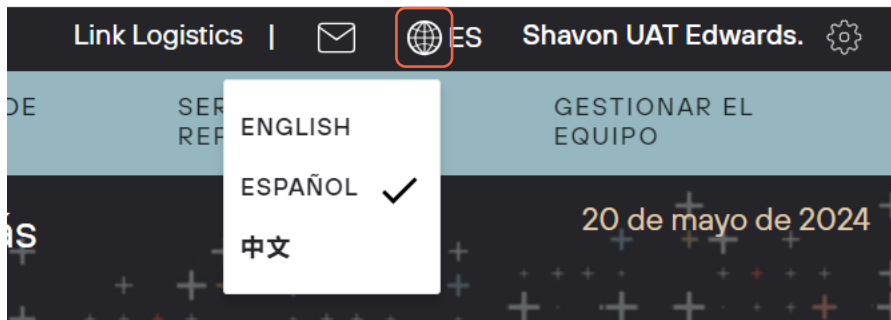 Link Logistics |
ES
Shavon UAT Edwards.
GESTIONAR EL
EQUIPO
ENGLISH
ESPAÑOL
中文
20 de mayo de 2024